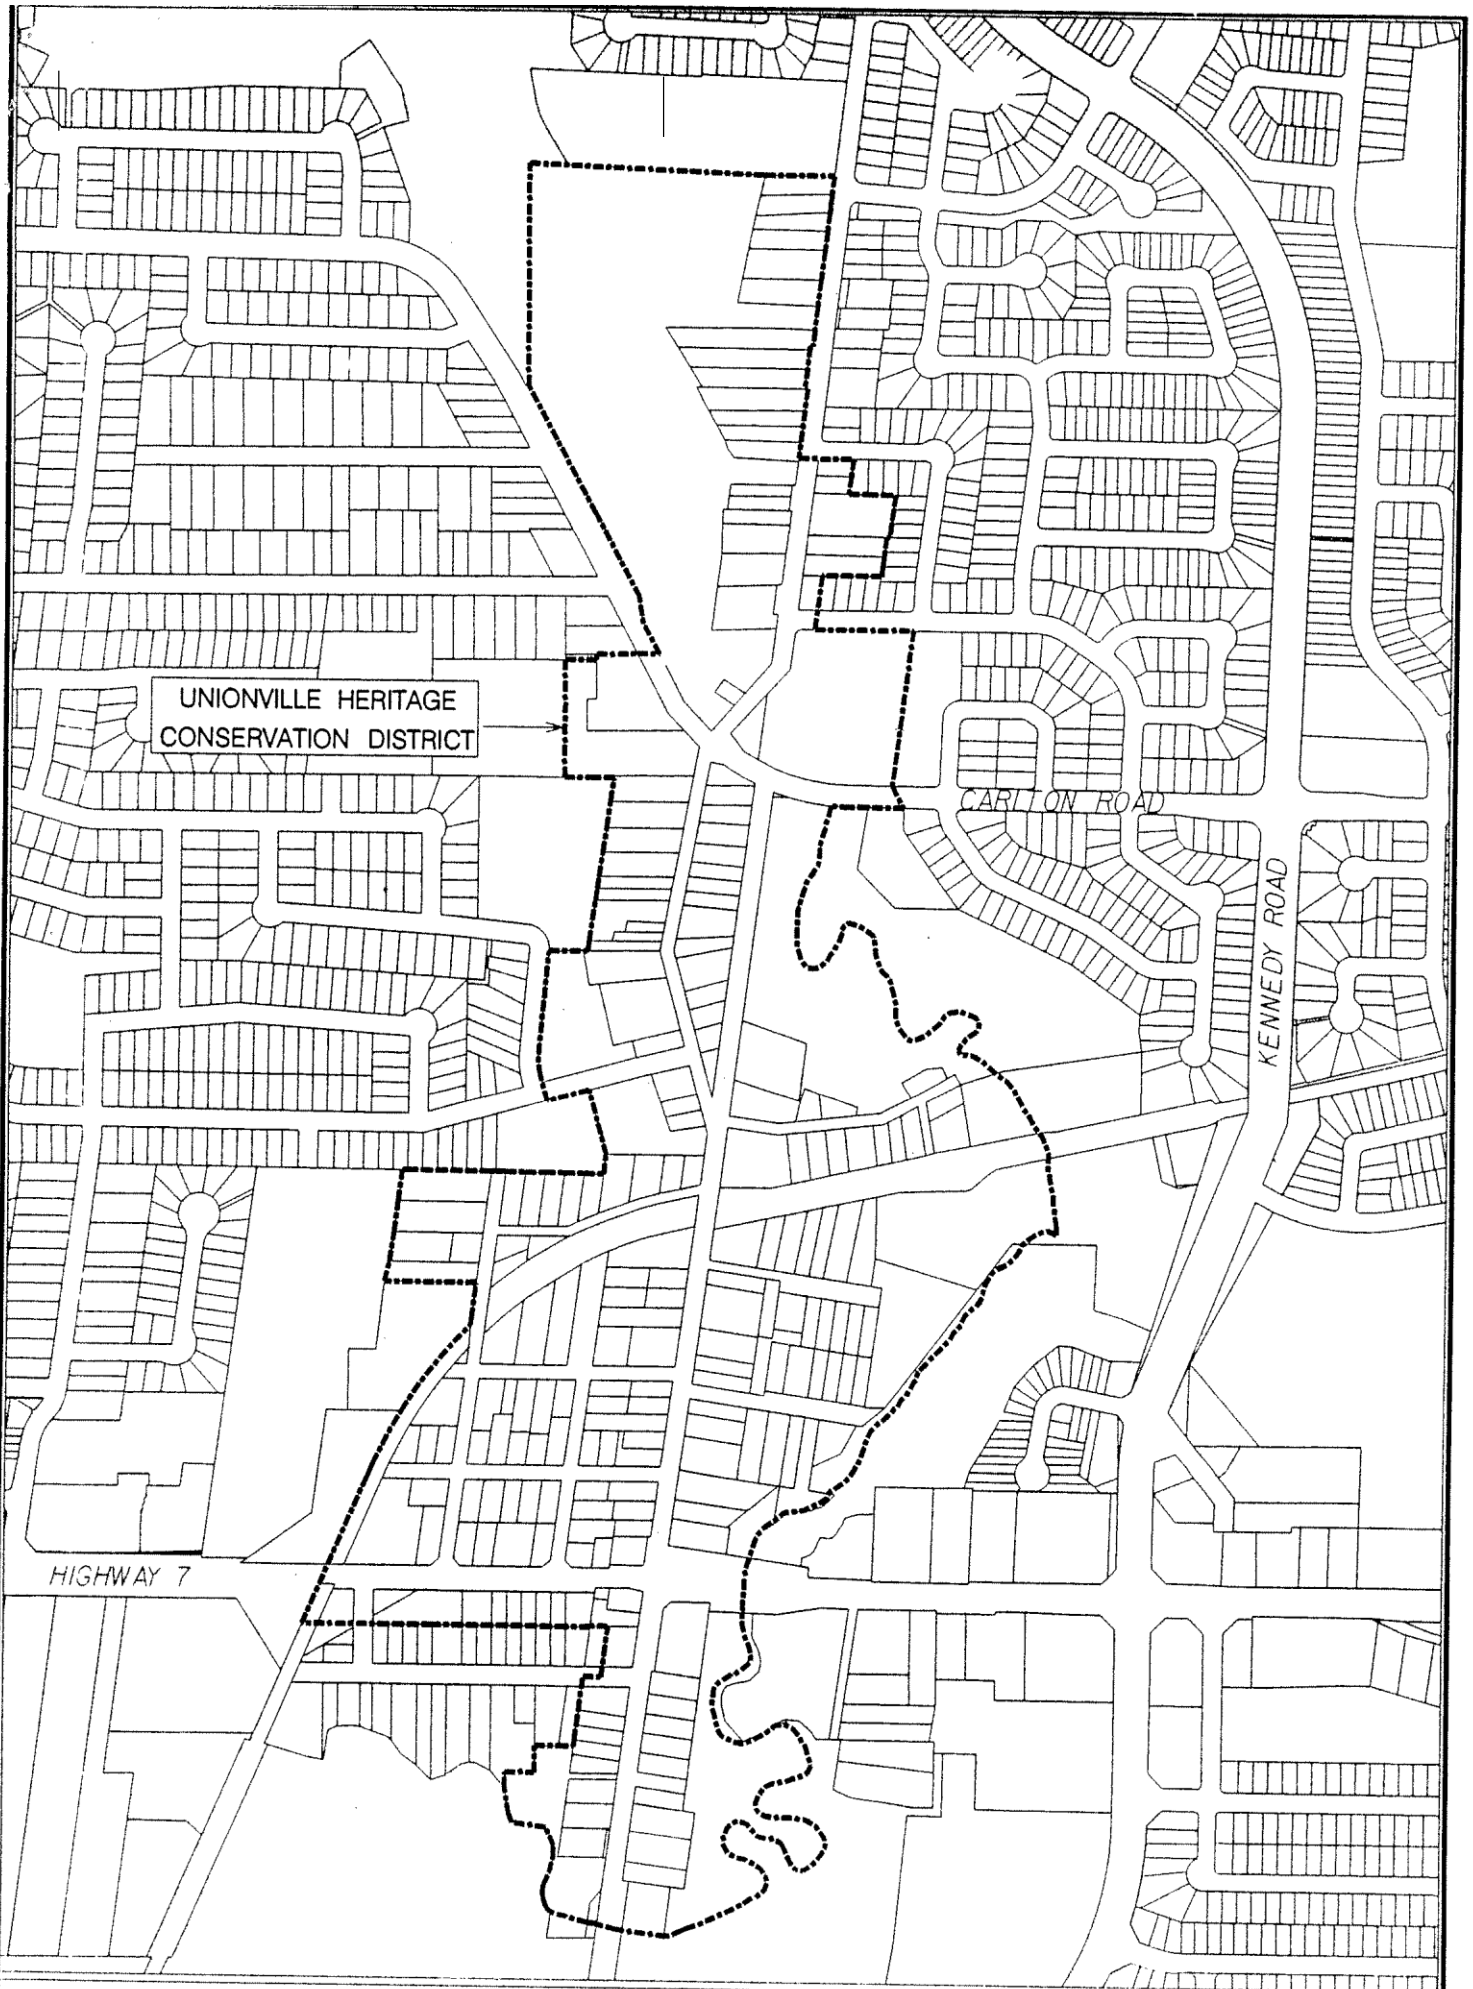 UNIONVILLE HERITAGE
CONSERVATION DISTRICT
CARLTON ROAD
KENNEDY ROAD
HIGHWAY 7